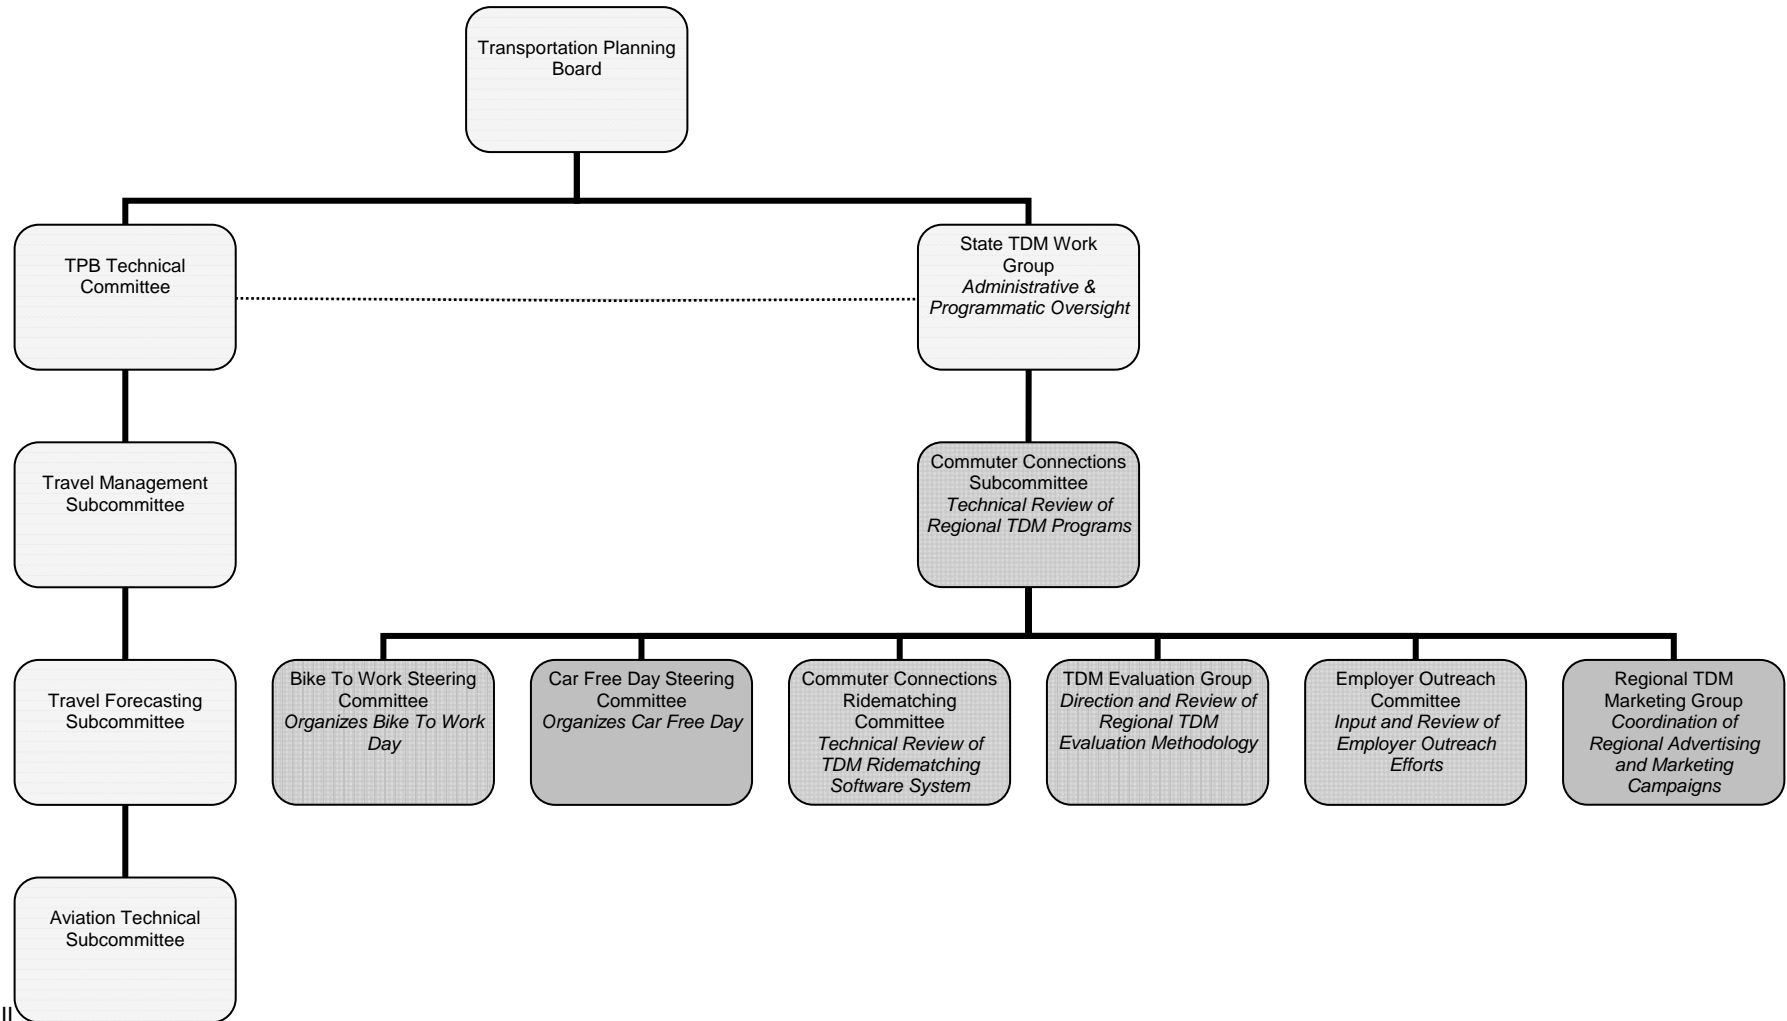 Transportation Planning
Board
TPB Technical
Committee
State TDM Work
Group
Administrative &
Programmatic Oversight
Travel Management
Subcommittee
Commuter Connections
Subcommittee
Technical Review of
Regional TDM Programs
Travel Forecasting
Subcommittee
Bike To Work Steering
Committee
Organizes Bike To Work
Day
Car Free Day Steering
Committee
Organizes Car Free Day
Commuter Connections
Ridematching
Committee
Technical Review of
TDM Ridematching
Software System
TDM Evaluation Group
Direction and Review of
Regional TDM
Evaluation Methodology
Employer Outreach
Committee
Input and Review of
Employer Outreach
Efforts
Regional TDM
Marketing Group
Coordination of
Regional Advertising
and Marketing
Campaigns
Aviation Technical
Subcommittee